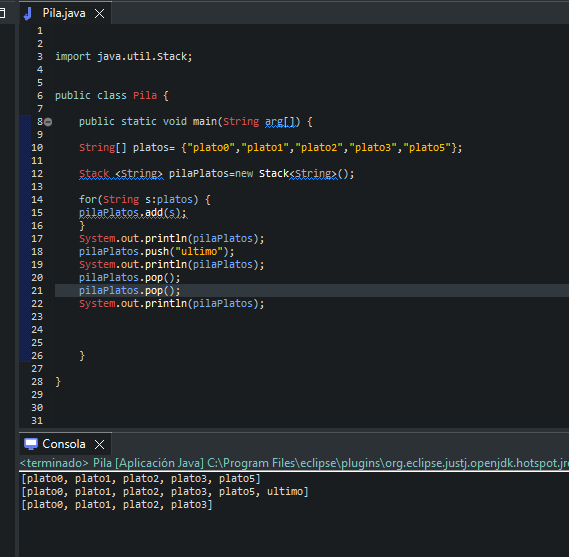 Pila.java
1
2
3 import java.util.Stack;
4
5
6 public class Pila {
7
8 public static void main(String arg[]) {
9
10 String[] platos= {"plato0","plato1","plato2","plato3","plato5"};
11
12 Stack <String> pilaPlatos=new Stack<String>();
13
14 for(String s:platos) {
15 pilaPlatos.add(s);
16 }
17 System.out.println(pilaPlatos);
18 pilaPlatos.push("ultimo");
19 System.out.println(pilaPlatos);
20 pilaPlatos.pop();
21 pilaPlatos.pop();
22 System.out.println(pilaPlatos);
23
24
25
26 }
27
28 }
29
30
31
Consola
<terminado> Pila [Aplicación Java] C:\Program Files\eclipse\plugins\org.eclipse.justj.openjdk.hotspot.jre
[plato0, plato1, plato2, plato3, plato5]
[plato0, plato1, plato2, plato3, plato5, ultimo]
[plato0, plato1, plato2, plato3]